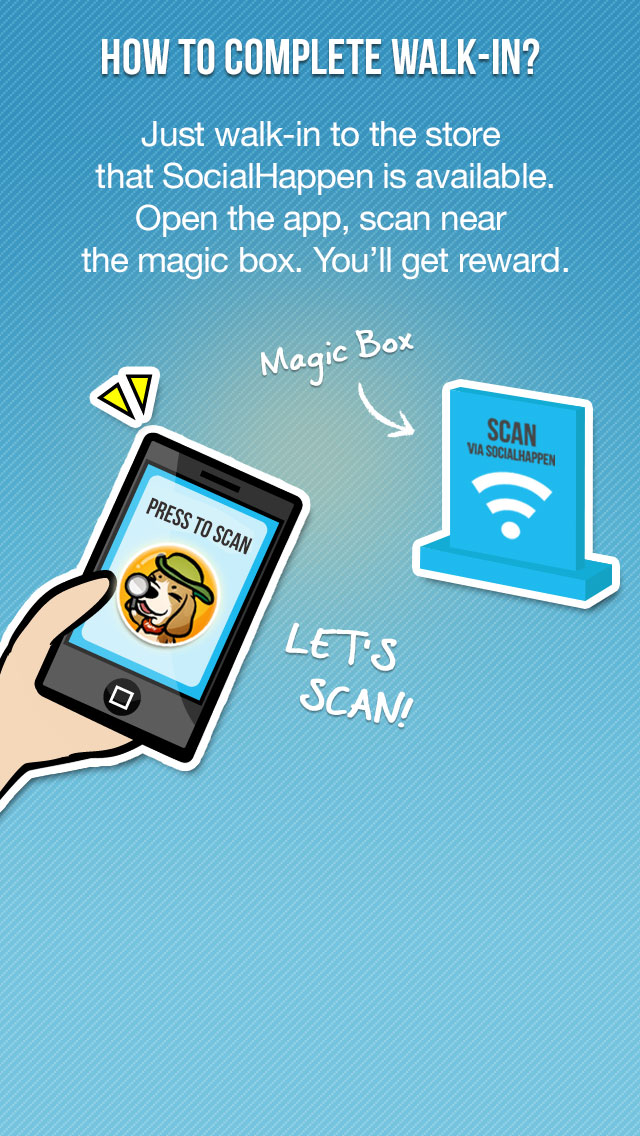 HOW TO COMPLETE WALK-IN?
Just walk-in to the store
that SocialHappen is available.
Open the app, scan near
the magic box. You’ll get reward.
Magic Box
SCAN
VIA SOCIALHAPPEN
PRESS TO SCAN
LET'S
SCAN!